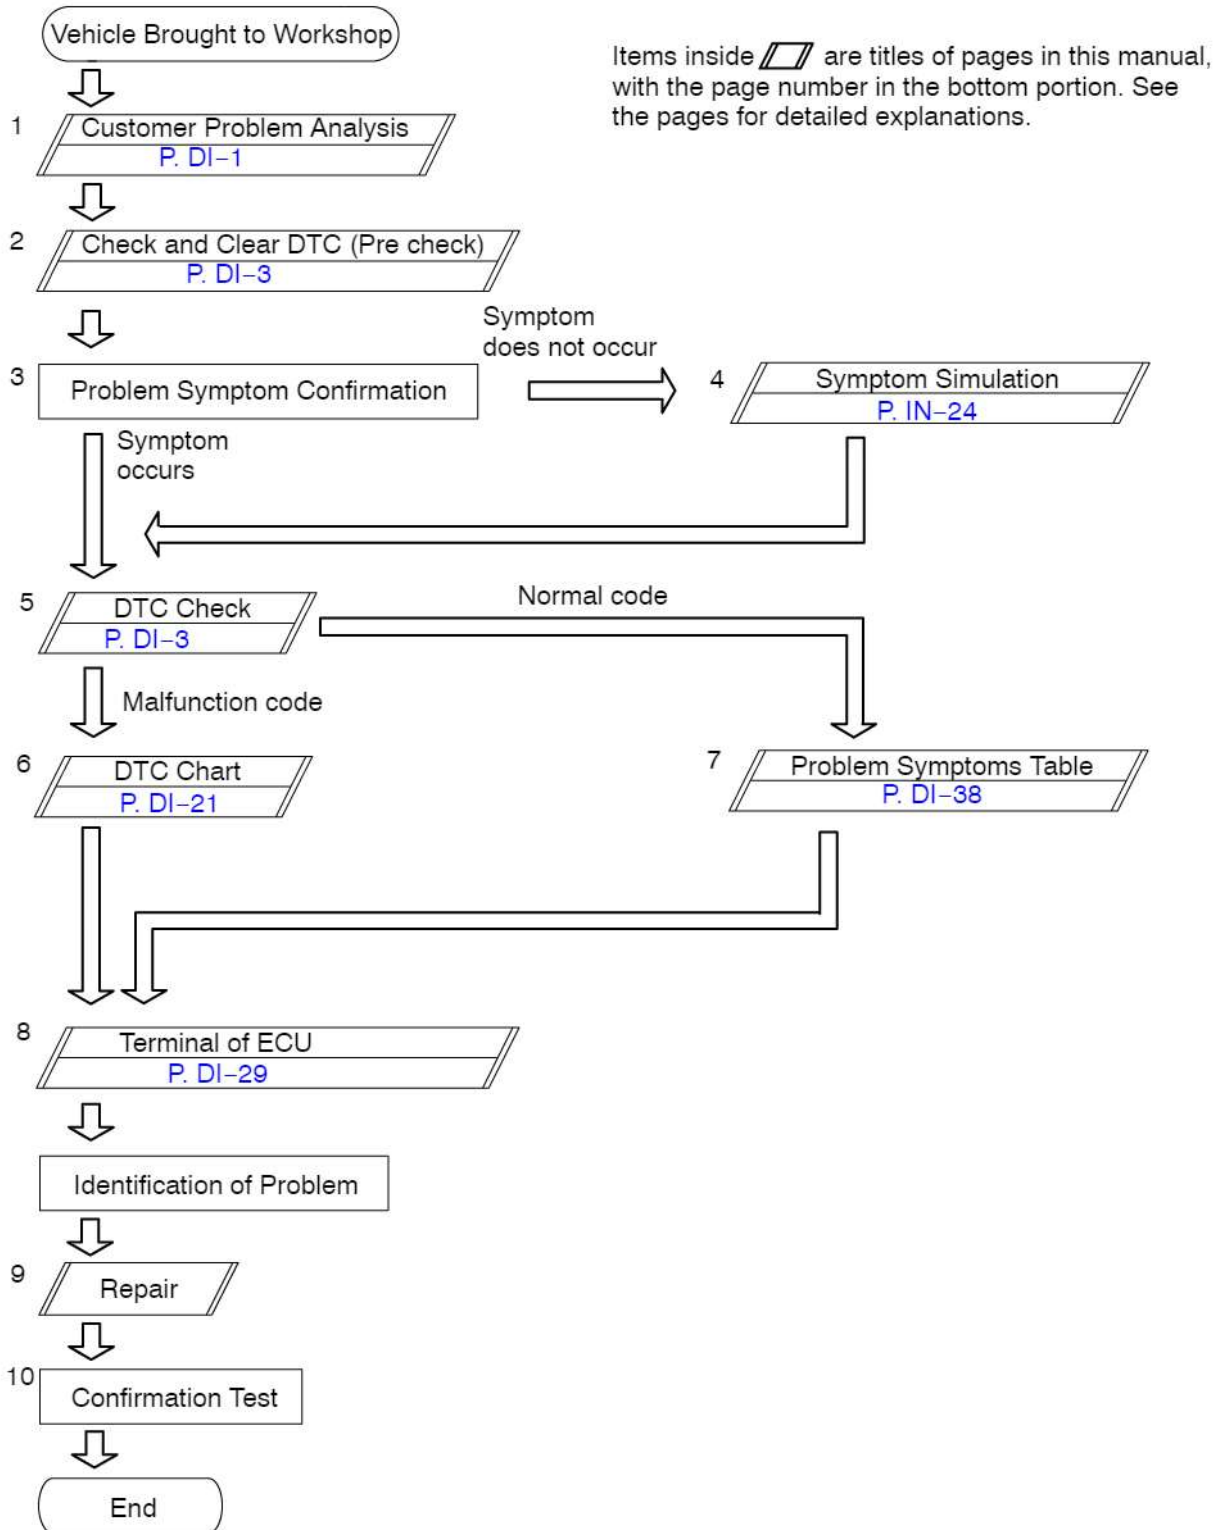 Vehicle Brought to Workshop
Items inside are titles of pages in this manual,
with the page number in the bottom portion. See
the pages for detailed explanations.
1
Customer Problem Analysis
P. DI−1
2
Check and Clear DTC (Pre check)
P. DI−3
Symptom
does not occur
3
Problem Symptom Confirmation
4
Symptom Simulation
P. IN−24
Symptom
occurs
5
DTC Check
P. DI−3
Normal code
Malfunction code
6
DTC Chart
P. DI−21
7
Problem Symptoms Table
P. DI−38
8
Terminal of ECU
P. DI−29
Identification of Problem
9
Repair
10
Confirmation Test
End